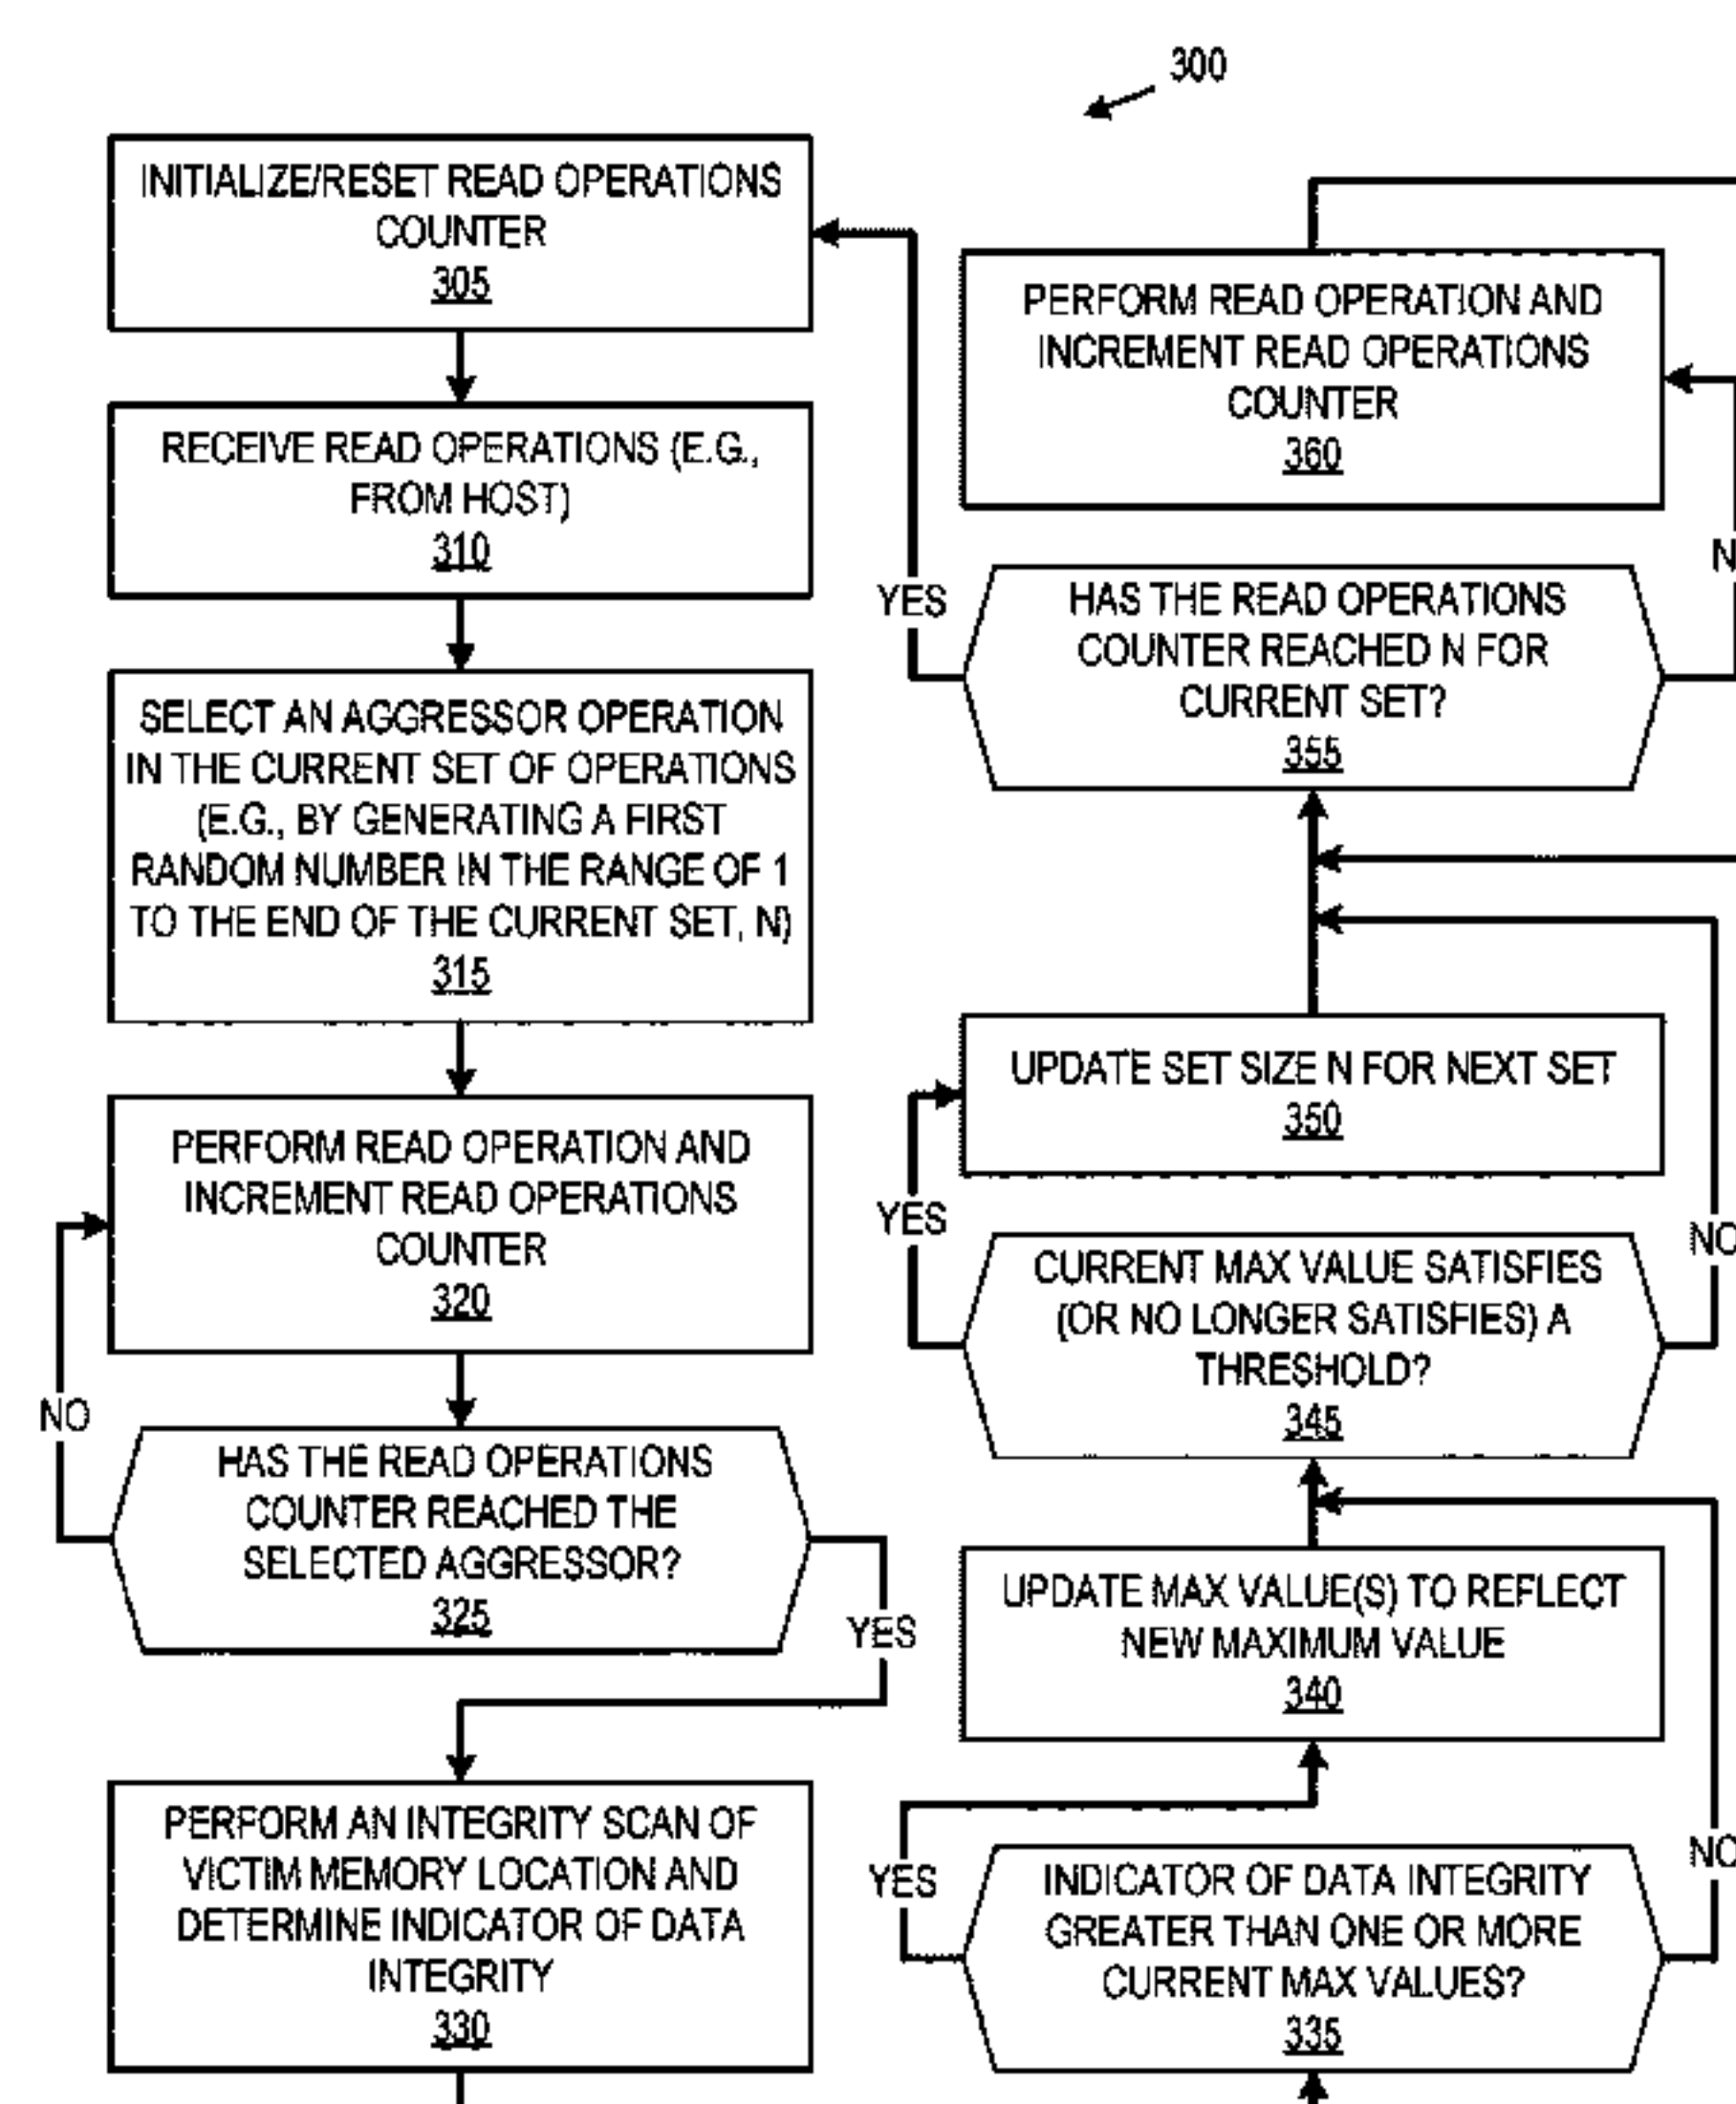 300
INITIALIZE/RESET READ OPERATIONS
COUNTER
305
RECEIVE READ OPERATIONS (E.G.,
FROM HOST)
310
SELECT AN AGGRESSOR OPERATION
IN THE CURRENT SET OF OPERATIONS
(E.G., BY GENERATING A FIRST
RANDOM NUMBER IN THE RANGE OF 1
TO THE END OF THE CURRENT SET, N)
315
PERFORM READ OPERATION AND
INCREMENT READ OPERATIONS
COUNTER
320
NO
HAS THE READ OPERATIONS
COUNTER REACHED THE
SELECTED AGGRESSOR?
325
YES
PERFORM AN INTEGRITY SCAN OF
VICTIM MEMORY LOCATION AND
DETERMINE INDICATOR OF DATA
INTEGRITY
330
PERFORM READ OPERATION AND
INCREMENT READ OPERATIONS
COUNTER
360
YES
HAS THE READ OPERATIONS
COUNTER REACHED N FOR
CURRENT SET?
355
UPDATE SET SIZE N FOR NEXT SET
350
YES
NO
CURRENT MAX VALUE SATISFIES
(OR NO LONGER SATISFIES) A
THRESHOLD?
345
UPDATE MAX VALUE(S) TO REFLECT
NEW MAXIMUM VALUE
340
YES
NO
INDICATOR OF DATA INTEGRITY
GREATER THAN ONE OR MORE
CURRENT MAX VALUES?
335